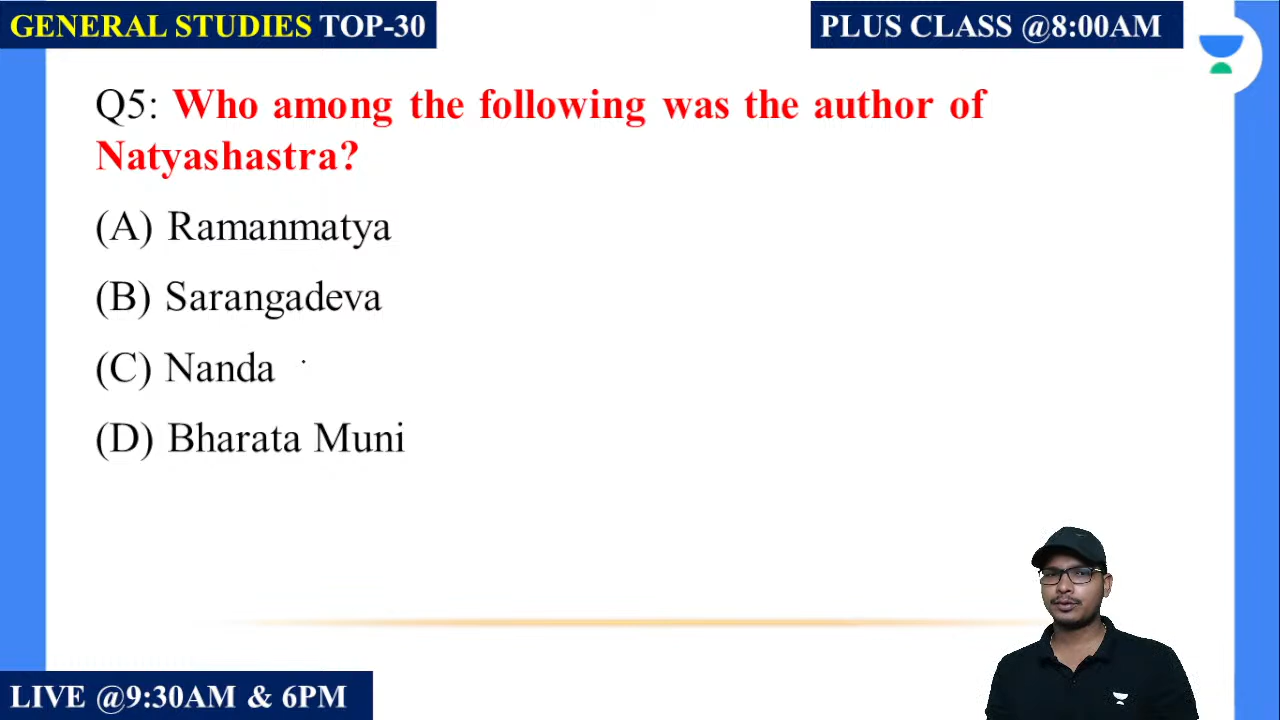 GENERAL STUDIES TOP-30
PLUS CLASS @8:00AM
Q5: Who among the following was the author of
Natyashastra?
(A) Ramanmatya
(B) Sarangadeva
(C) Nanda
(D) Bharata Muni
LIVE @9:30AM & 6PM